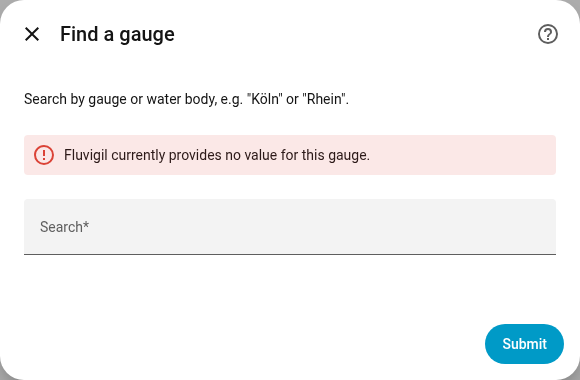 Find a gauge
Search by gauge or water body, e.g. "Köln" or "Rhein".
Fluvigil currently provides no value for this gauge.
Search*
Submit